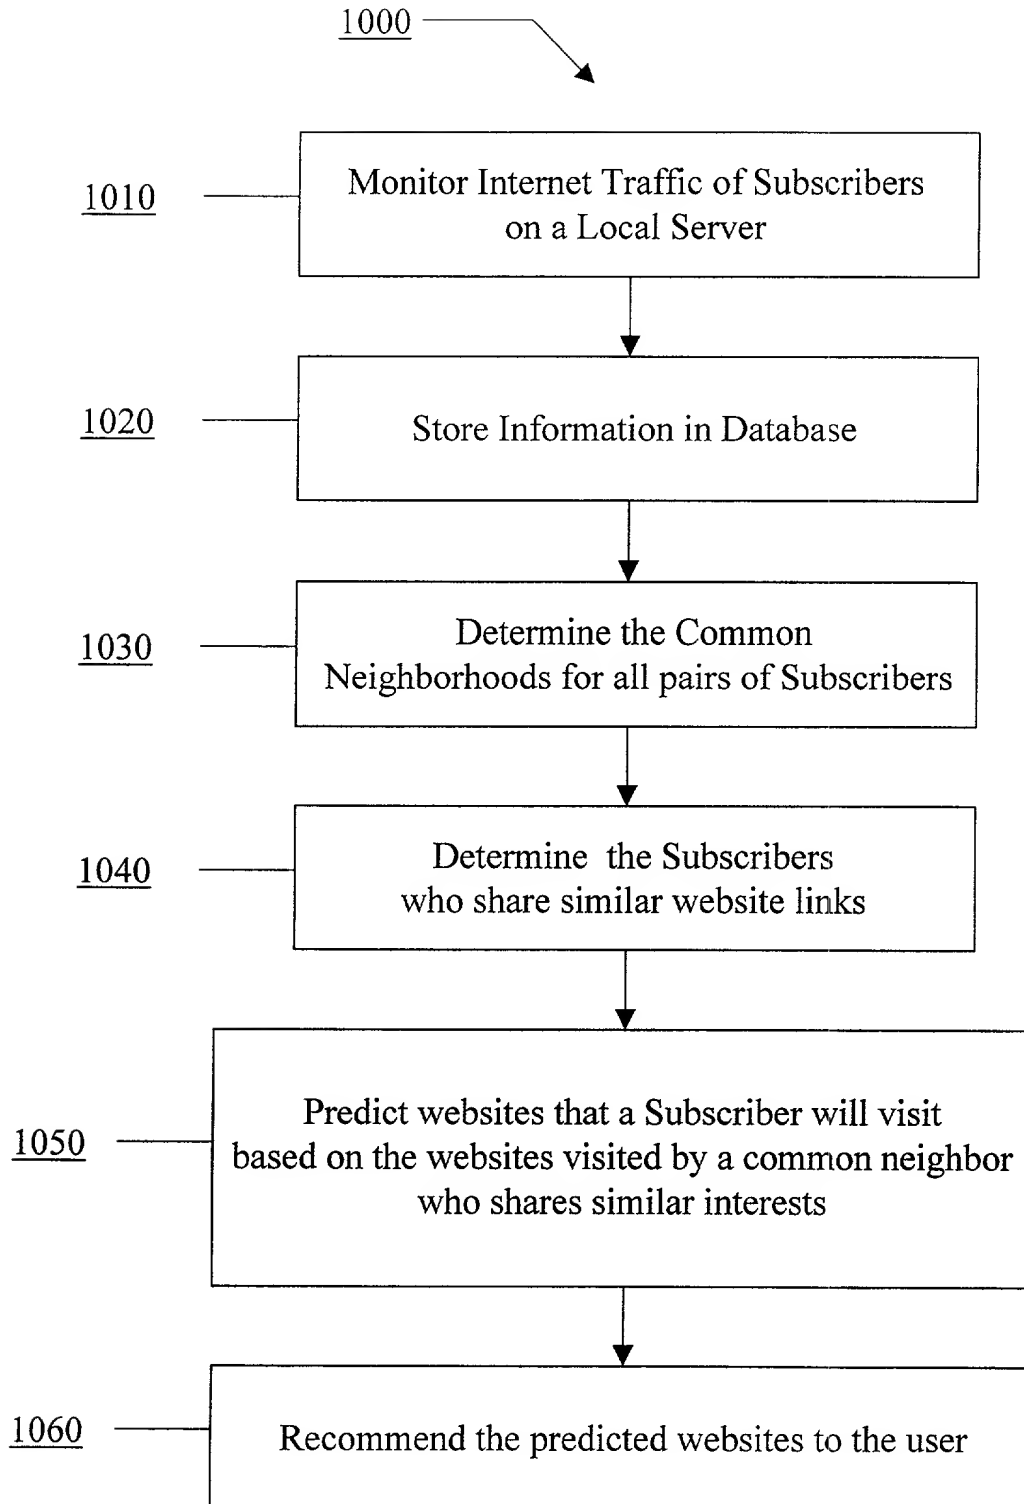 1000
1010
Monitor Internet Traffic of Subscribers
on a Local Server
1020
Store Information in Database
1030
Determine the Common
Neighborhoods for all pairs of Subscribers
1040
Determine the Subscribers
who share similar website links
1050
Predict websites that a Subscriber will visit
based on the websites visited by a common neighbor
who shares similar interests
1060
Recommend the predicted websites to the user